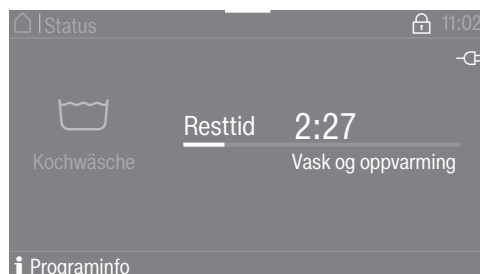 Status
11:02
Resttid 2:27
Kochwäsche
Vask og oppvarming
Programinfo